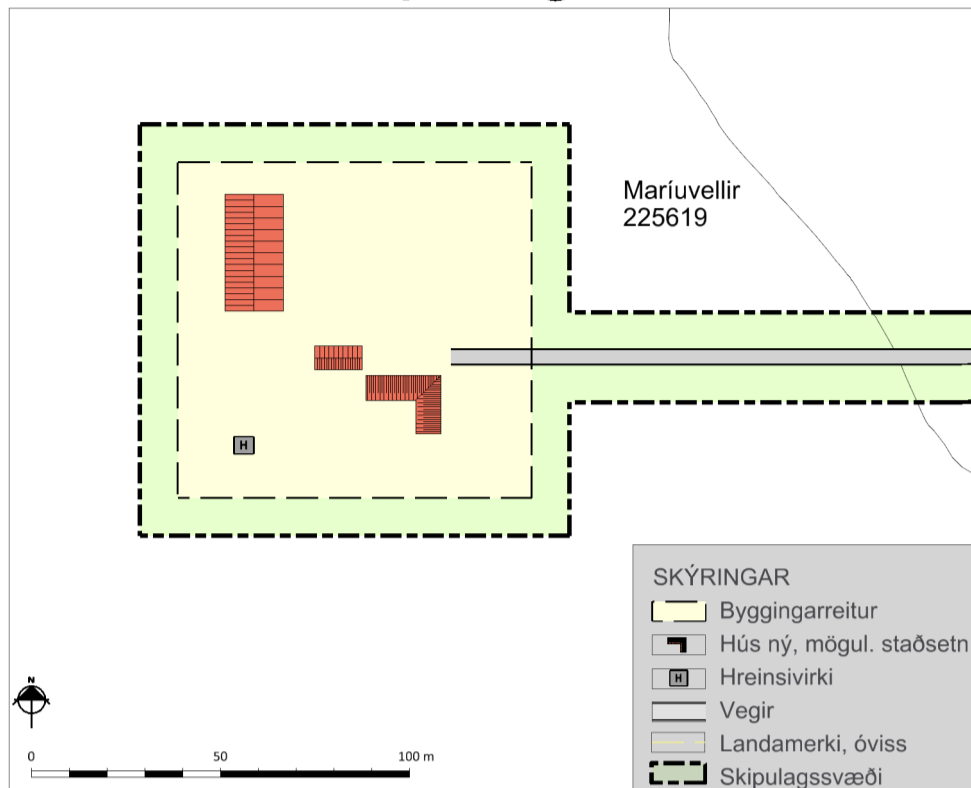 Maríuvellir
225619
H
SKÝRINGAR
Byggingarreitur
Hús ný, mögul. staðsetn
H Hreinsivirki
Vegir
Landamerki, óviss
Skipulagssvæði
N
0 50 100 m